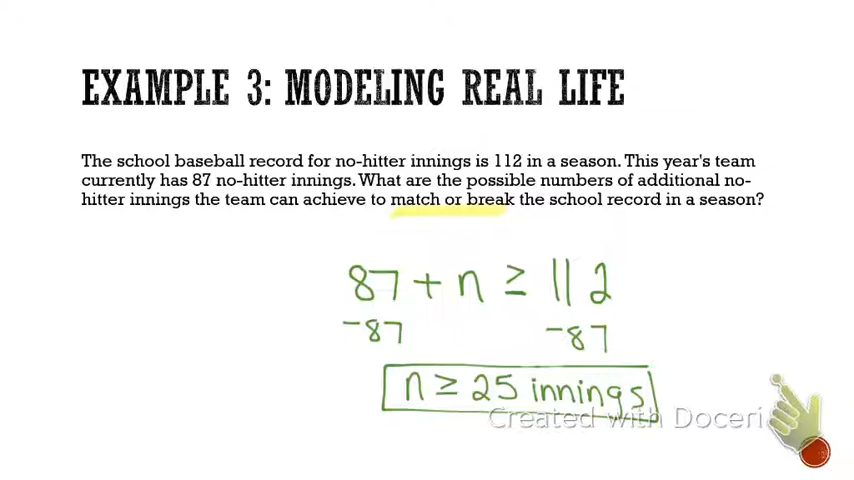 EXAMPLE 3: MODELING REAL LIFE
The school baseball record for no-hitter innings is 112 in a season. This year's team
currently has 87 no-hitter innings. What are the possible numbers of additional no-
hitter innings the team can achieve to match or break the school record in a season?
87 + n ≥ 112
-87 -87
n ≥ 25 innings
Created with Doceri